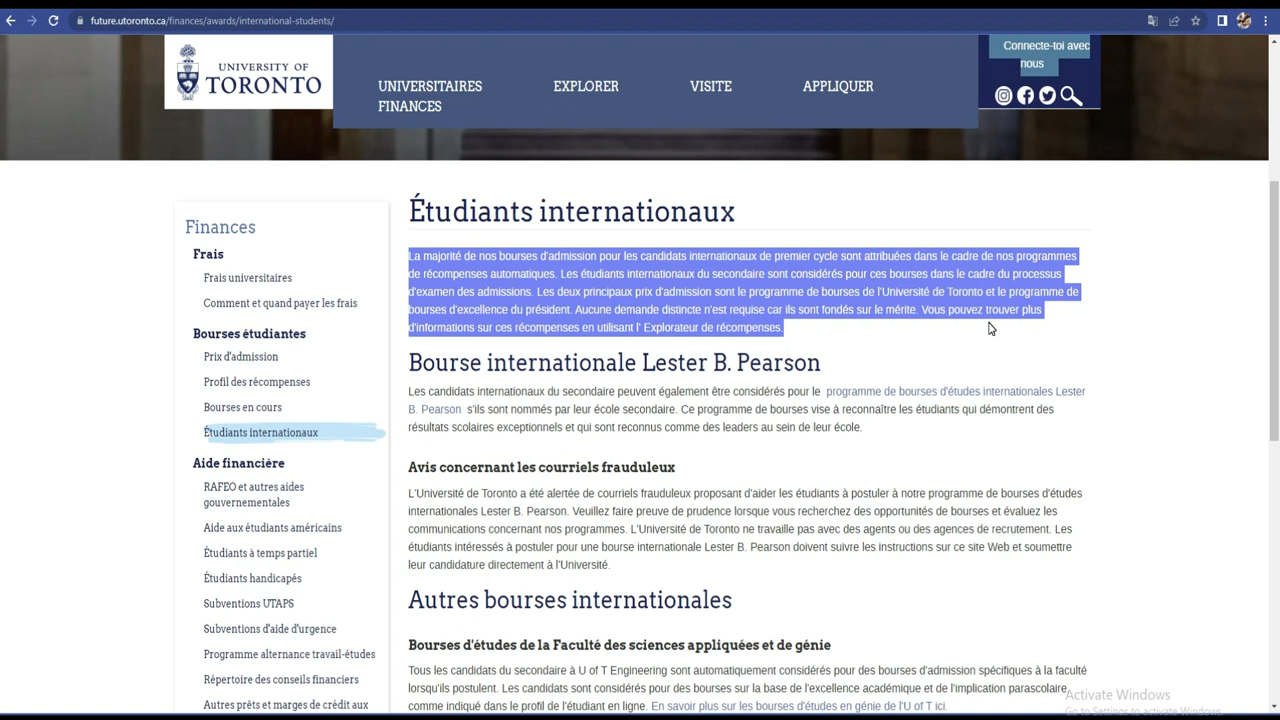 future.utoronto.ca/finances/awards/international-students/
UNIVERSITY OF
TORONTO
UNIVERSITAIRES
EXPLORER
VISITE
APPLIQUER
FINANCES
Connecte-toi avec
nous
Finances
Frais
Frais universitaires
Comment et quand payer les frais
Bourses étudiantes
Prix d'admission
Profil des récompenses
Bourses en cours
Étudiants internationaux
Aide financière
RAFEO et autres aides
gouvernementales
Aide aux étudiants américains
Étudiants à temps partiel
Étudiants handicapés
Subventions UTAPS
Subventions d'aide d'urgence
Programme alternance travail-études
Répertoire des conseils financiers
Autres prêts et marges de crédit aux
Étudiants internationaux
La majorité de nos bourses d'admission pour les candidats internationaux de premier cycle sont attribuées dans le cadre de nos programmes
de récompenses automatiques. Les étudiants internationaux du secondaire sont considérés pour ces bourses dans le cadre du processus
d'examen des admissions. Les deux principaux prix d'admission sont le programme de bourses de l'Université de Toronto et le programme de
bourses d'excellence du président. Aucune demande distincte n'est requise car ils sont fondés sur le mérite. Vous pouvez trouver plus
d'informations sur ces récompenses en utilisant l' Explorateur de récompenses.
Bourse internationale Lester B. Pearson
Les candidats internationaux du secondaire peuvent également être considérés pour le programme de bourses d'études internationales Lester
B. Pearson s'ils sont nommés par leur école secondaire. Ce programme de bourses vise à reconnaître les étudiants qui démontrent des
résultats scolaires exceptionnels et qui sont reconnus comme des leaders au sein de leur école.
Avis concernant les courriels frauduleux
L'Université de Toronto a été alertée de courriels frauduleux proposant d'aider les étudiants à postuler à notre programme de bourses d'études
internationales Lester B. Pearson. Veuillez faire preuve de prudence lorsque vous recherchez des opportunités de bourses et évaluez les
communications concernant nos programmes. L'Université de Toronto ne travaille pas avec des agents ou des agences de recrutement. Les
étudiants intéressés à postuler pour une bourse internationale Lester B. Pearson doivent suivre les instructions sur ce site Web et soumettre
leur candidature directement à l'Université.
Autres bourses internationales
Bourses d'études de la Faculté des sciences appliquées et de génie
Tous les candidats du secondaire à U of T Engineering sont automatiquement considérés pour des bourses d'admission spécifiques à la faculté
lorsqu'ils postulent. Les candidats sont considérés pour des bourses sur la base de l'excellence académique et de l'implication parascolaire
comme indiqué dans le profil de l'étudiant en ligne. En savoir plus sur les bourses d'études en génie de l'U of T ici.
Activate Windows
Go to Settings to activate Windows.